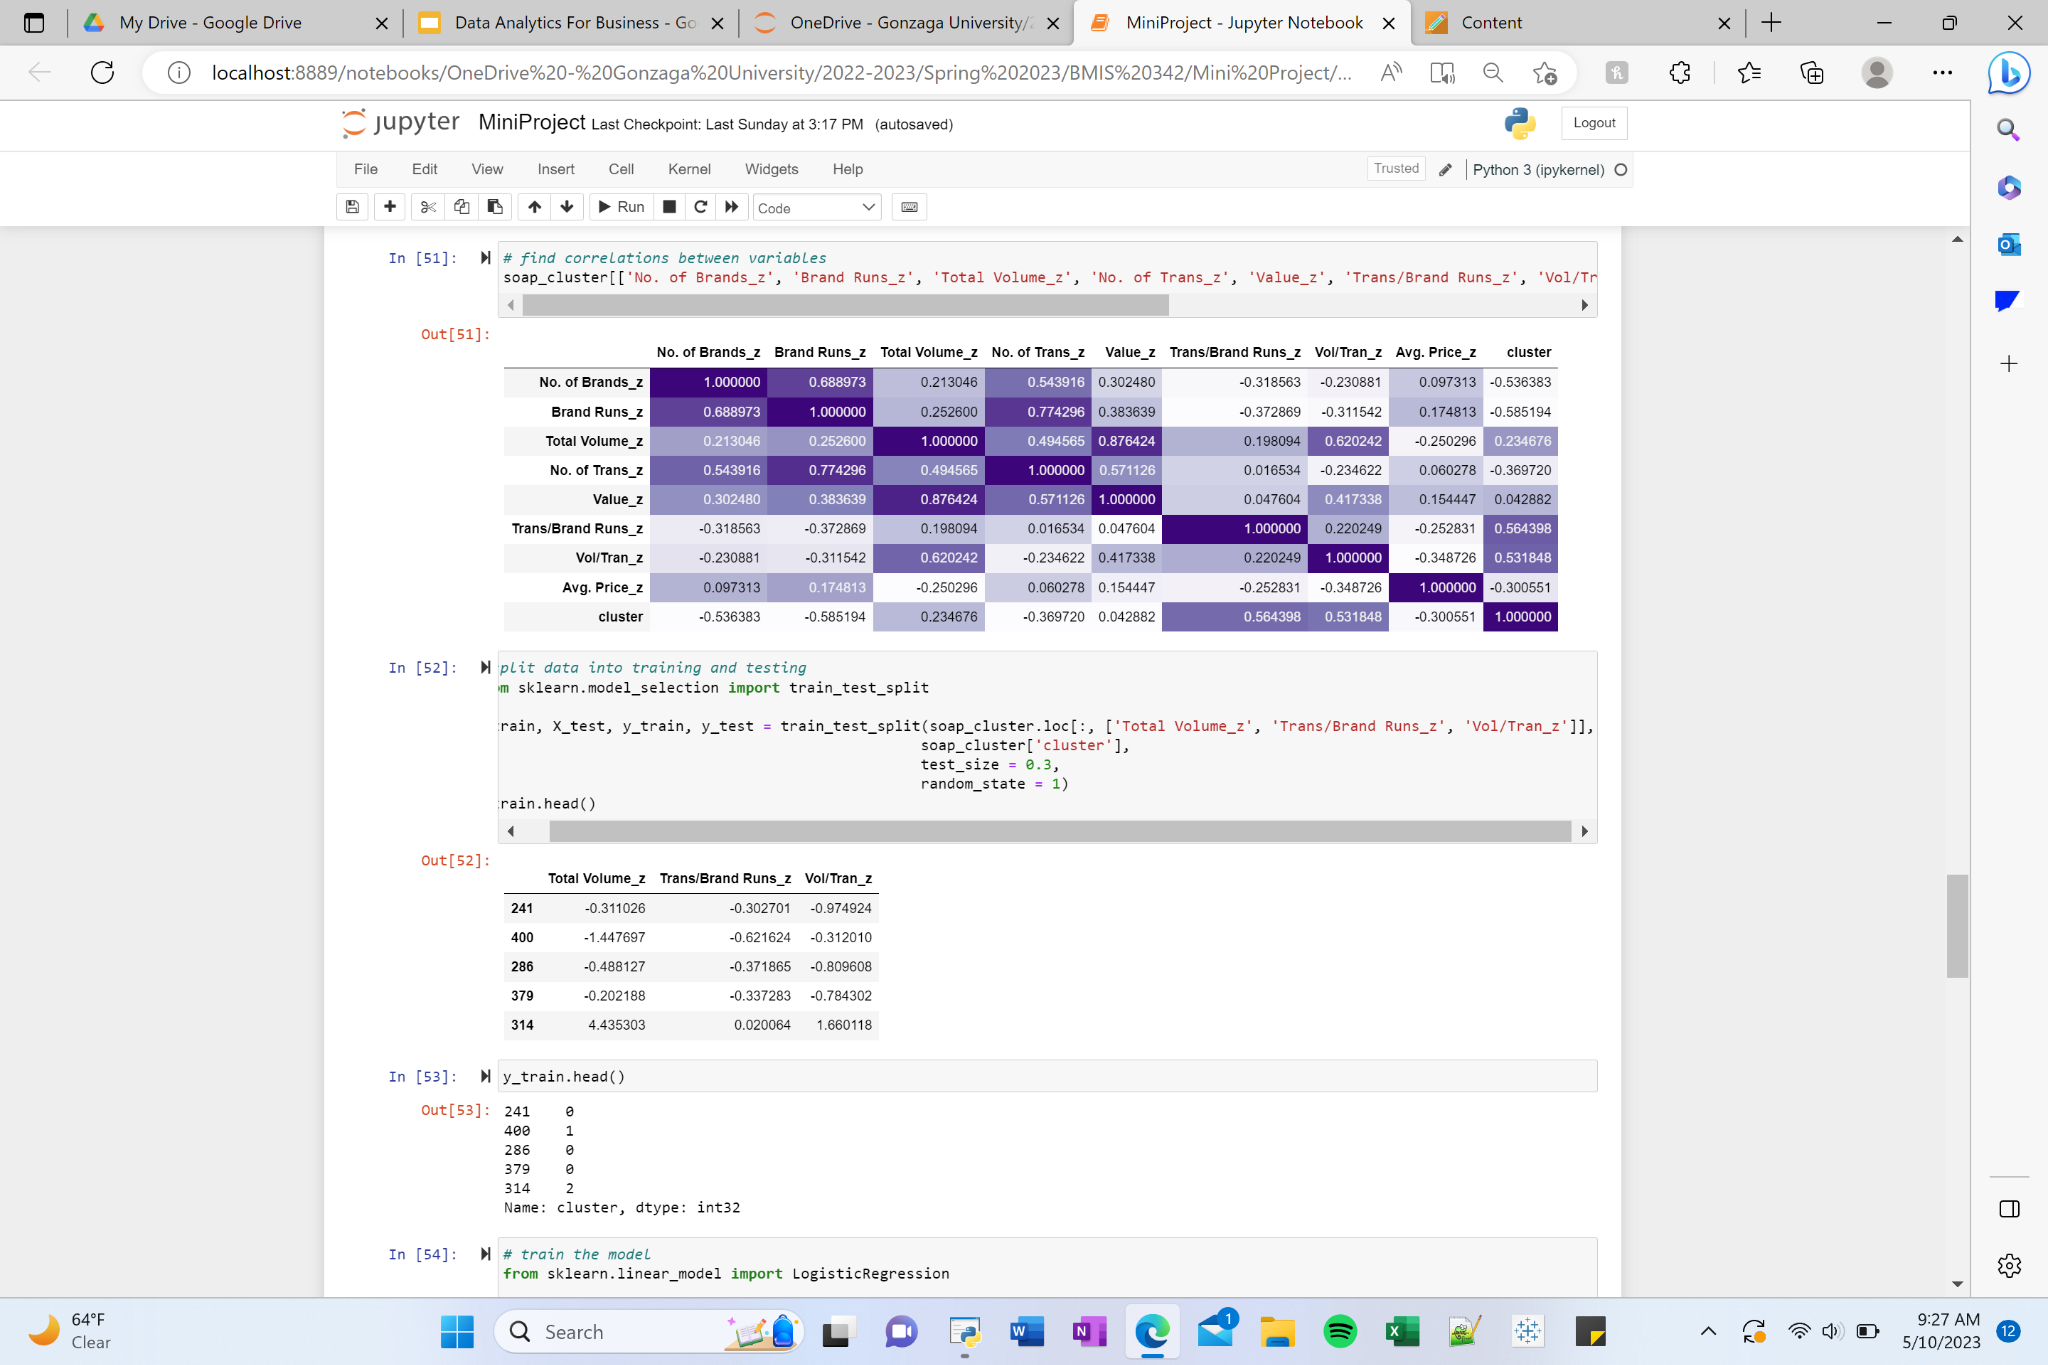 My Drive - Google Drive
Data Analytics For Business - Go
OneDrive - Gonzaga University/2
MiniProject - Jupyter Notebook
Content
localhost:8889/notebooks/OneDrive%20-%20Gonzaga%20University/2022-2023/Spring%202023/BMIS%20342/Mini%20Project/...
jupyter MiniProject Last Checkpoint: Last Sunday at 3:17 PM (autosaved)
Logout
File Edit View Insert Cell Kernel Widgets Help
Trusted Python 3 (ipykernel)
Run Code
In [51]: # find correlations between variables
soap_cluster[['No. of Brands_z', 'Brand Runs_z', 'Total Volume_z', 'No. of Trans_z', 'Value_z', 'Trans/Brand Runs_z', 'Vol/Tr
Out[51]:
No. of Brands_z Brand Runs_z Total Volume_z No. of Trans_z Value_z Trans/Brand Runs_z Vol/Tran_z Avg. Price_z cluster
No. of Brands_z 1.000000 0.688973 0.213046 0.543916 0.302480 -0.318563 -0.230881 0.097313 -0.536383
Brand Runs_z 0.688973 1.000000 0.252600 0.774296 0.383639 -0.372869 -0.311542 0.174813 -0.585194
Total Volume_z 0.213046 0.252600 1.000000 0.494565 0.876424 0.198094 0.620242 -0.250296 0.234676
No. of Trans_z 0.543916 0.774296 0.494565 1.000000 0.571126 0.016534 -0.234622 0.060278 -0.369720
Value_z 0.302480 0.383639 0.876424 0.571126 1.000000 0.047604 0.417338 0.154447 0.042882
Trans/Brand Runs_z -0.318563 -0.372869 0.198094 0.016534 0.047604 1.000000 0.220249 -0.252831 0.564398
Vol/Tran_z -0.230881 -0.311542 0.620242 -0.234622 0.417338 0.220249 1.000000 -0.348726 0.531848
Avg. Price_z 0.097313 0.174813 -0.250296 0.060278 0.154447 -0.252831 -0.348726 1.000000 -0.300551
cluster -0.536383 -0.585194 0.234676 -0.369720 0.042882 0.564398 0.531848 -0.300551 1.000000
In [52]: plit data into training and testing
m sklearn.model_selection import train_test_split
rain, X_test, y_train, y_test = train_test_split(soap_cluster.loc[:, ['Total Volume_z', 'Trans/Brand Runs_z', 'Vol/Tran_z']],
soap_cluster['cluster'],
test_size = 0.3,
random_state = 1)
rain.head()
Out[52]:
Total Volume_z Trans/Brand Runs_z Vol/Tran_z
241 -0.311026 -0.302701 -0.974924
400 -1.447697 -0.621624 -0.312010
286 -0.488127 -0.371865 -0.809608
379 -0.202188 -0.337283 -0.784302
314 4.435303 0.020064 1.660118
In [53]: y_train.head()
Out[53]: 241 0
400 1
286 0
379 0
314 2
Name: cluster, dtype: int32
In [54]: # train the model
from sklearn.linear_model import LogisticRegression
64°F
Clear
Search
1
9:27 AM
5/10/2023
12